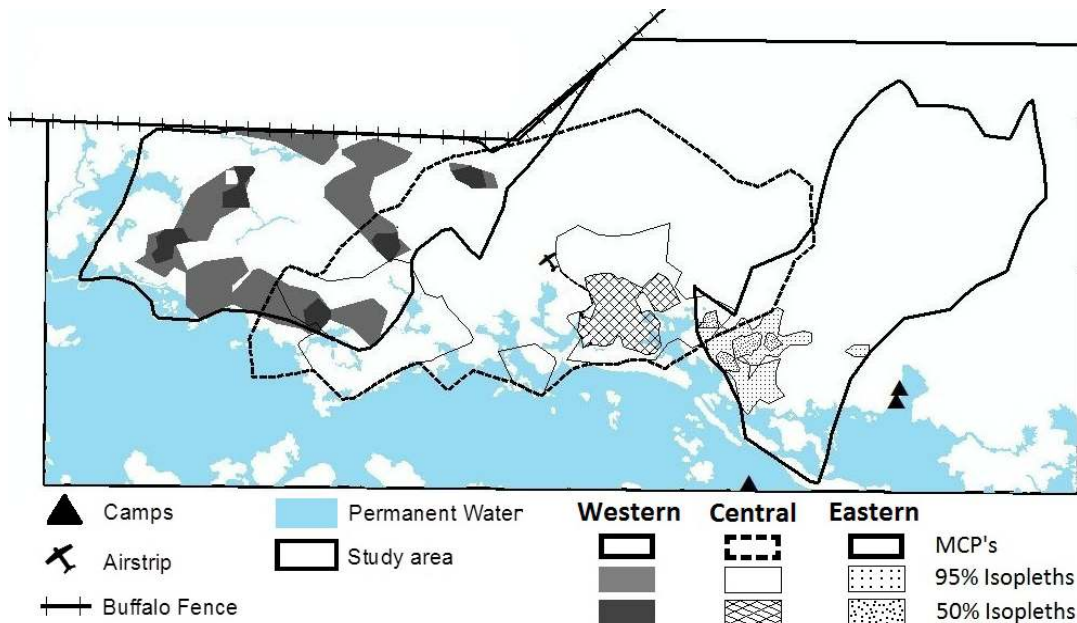 Camps
Permanent Water
Western Central Eastern
Airstrip
Study area
MCP's
95% Isopleths
Buffalo Fence
50% Isopleths